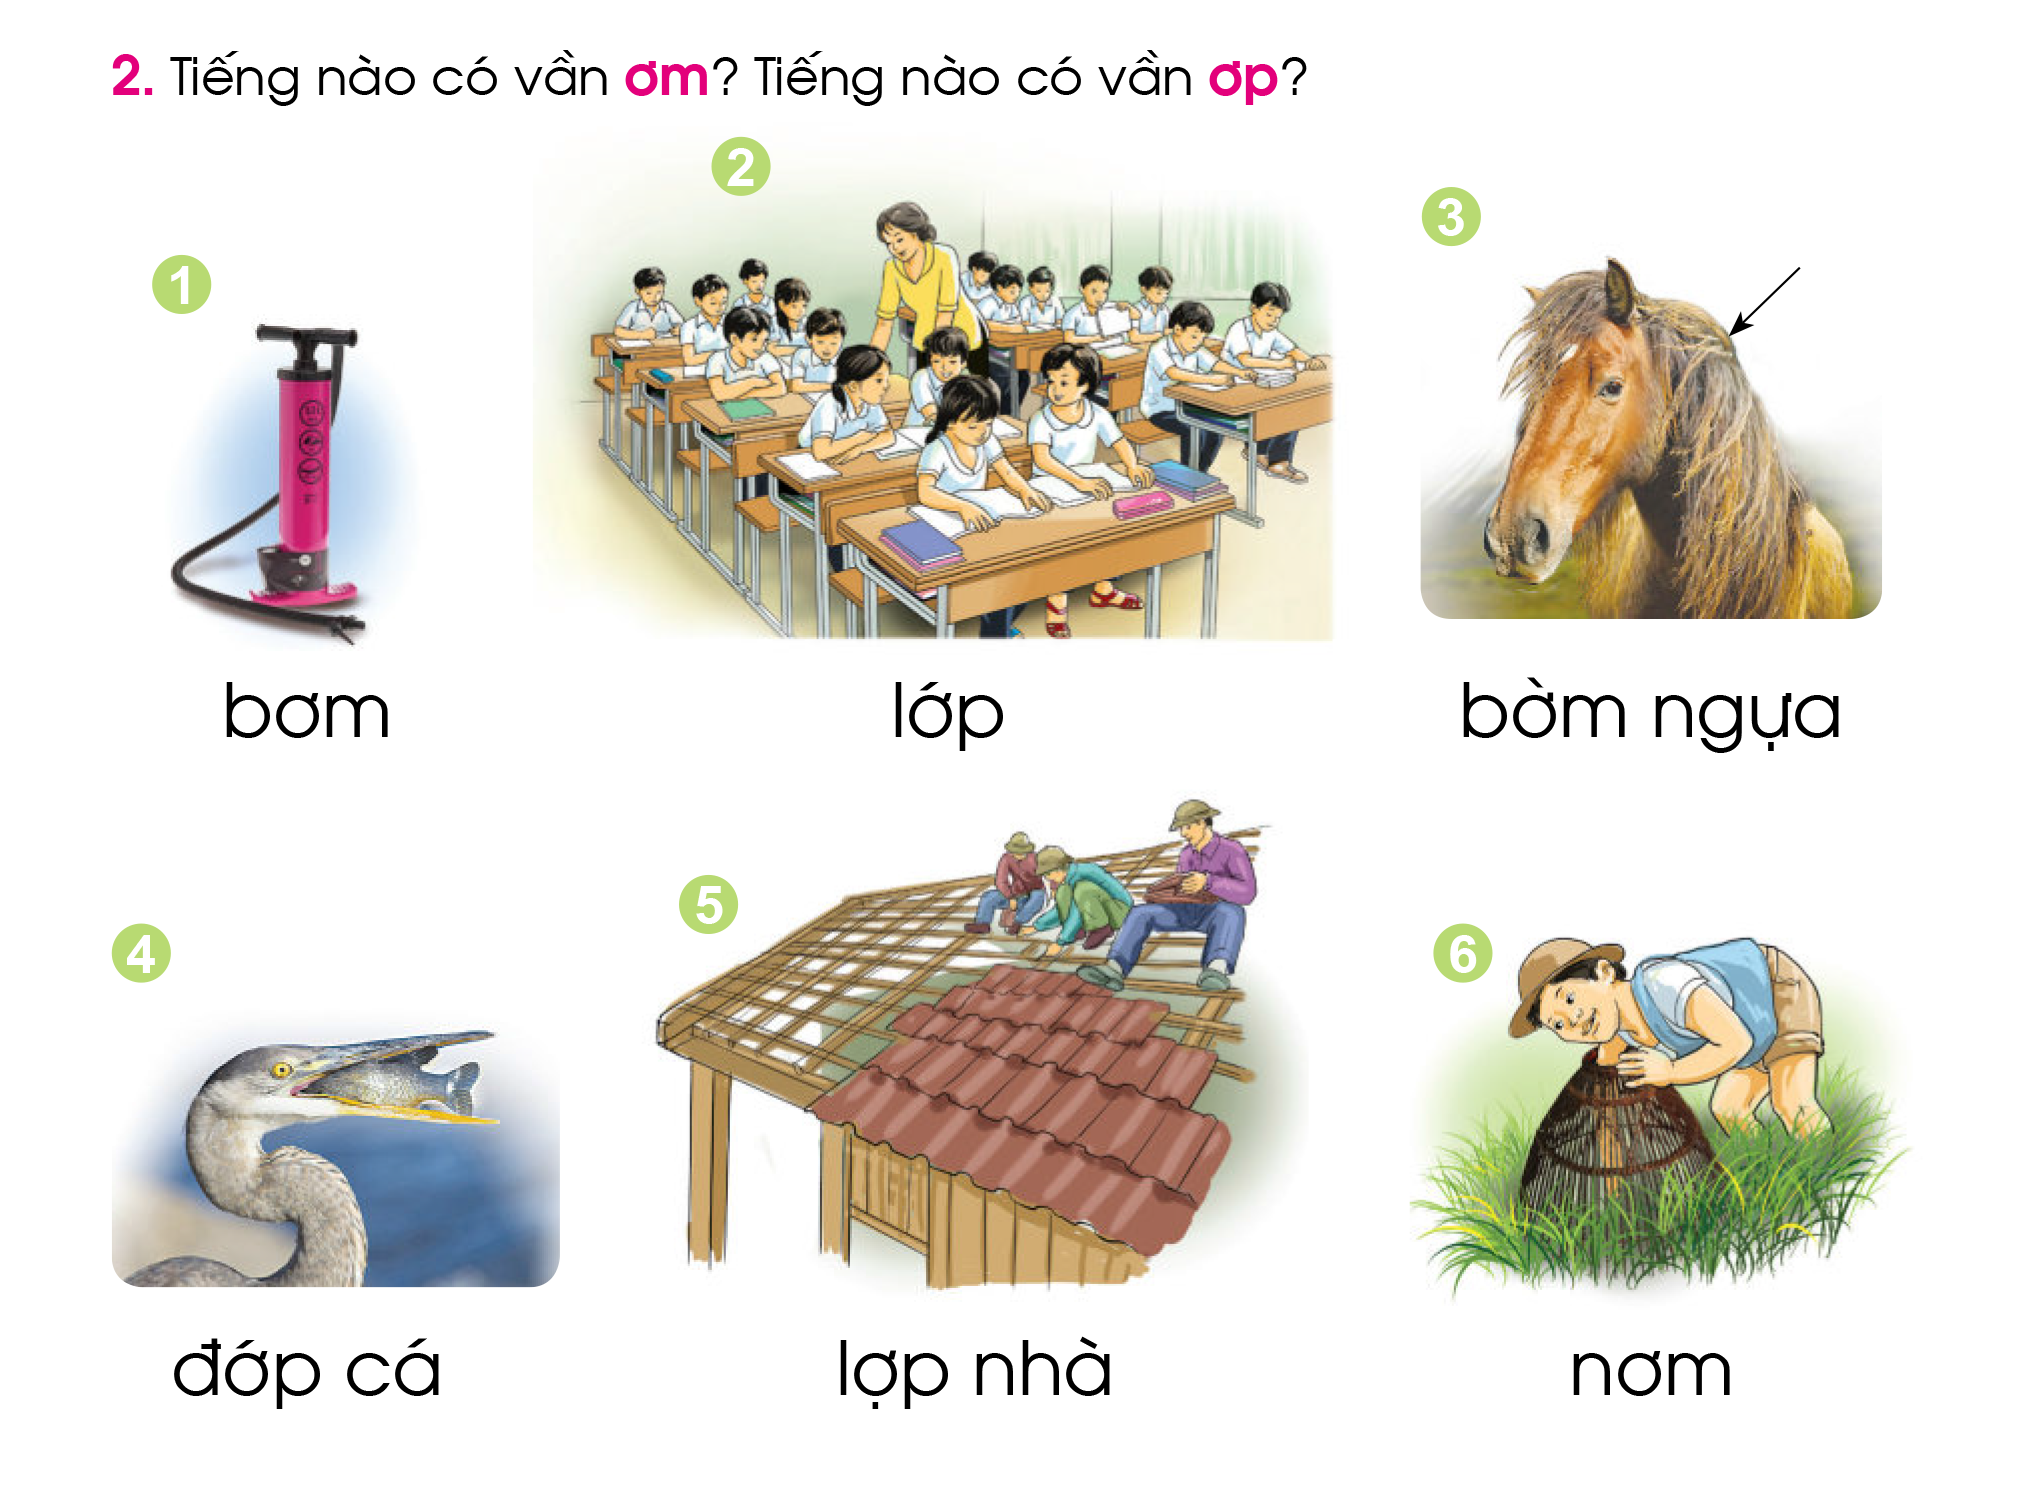 2. Tiếng nào có vần ơm? Tiếng nào có vần ơp?
1
2
3
bơm
lớp
bờm ngựa
4
5
6
đớp cá
lợp nhà
nơm